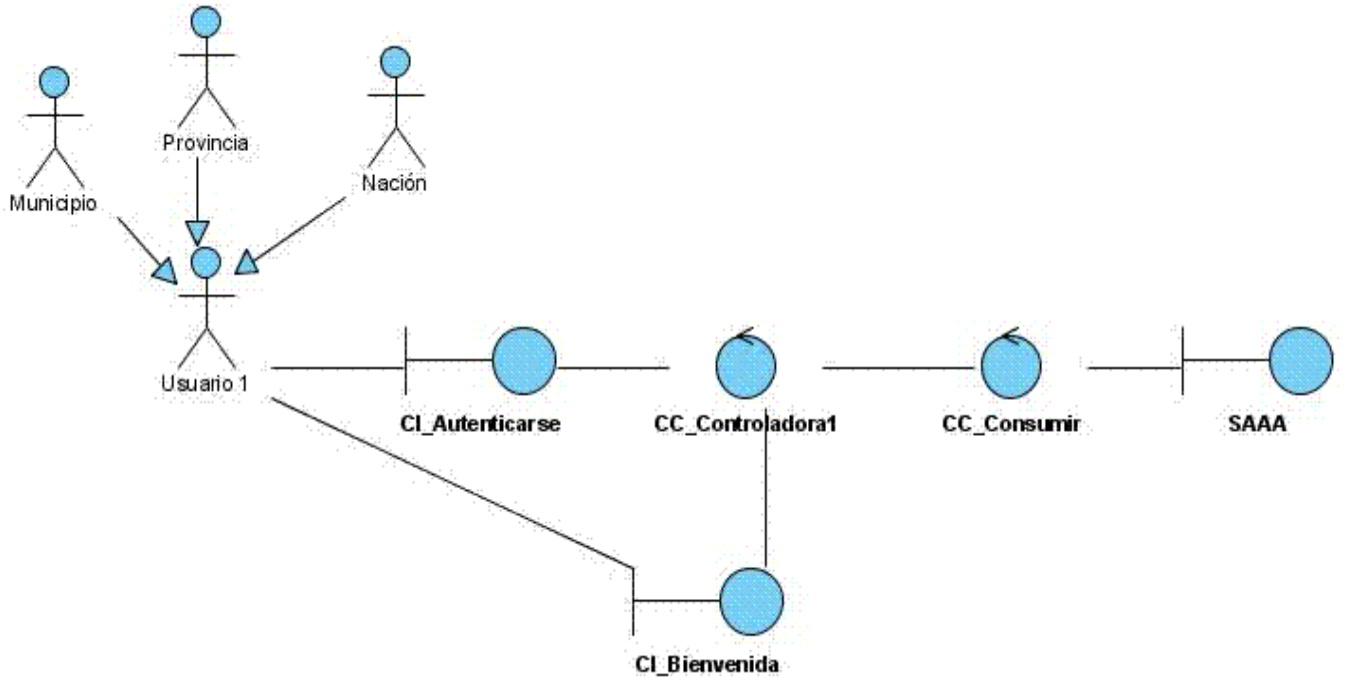 Provincia
Nación
Municipio
Usuario 1
CI_Autenticarse
CC_Controladora1
CC_Consumir
SAAA
CI_Bienvenida